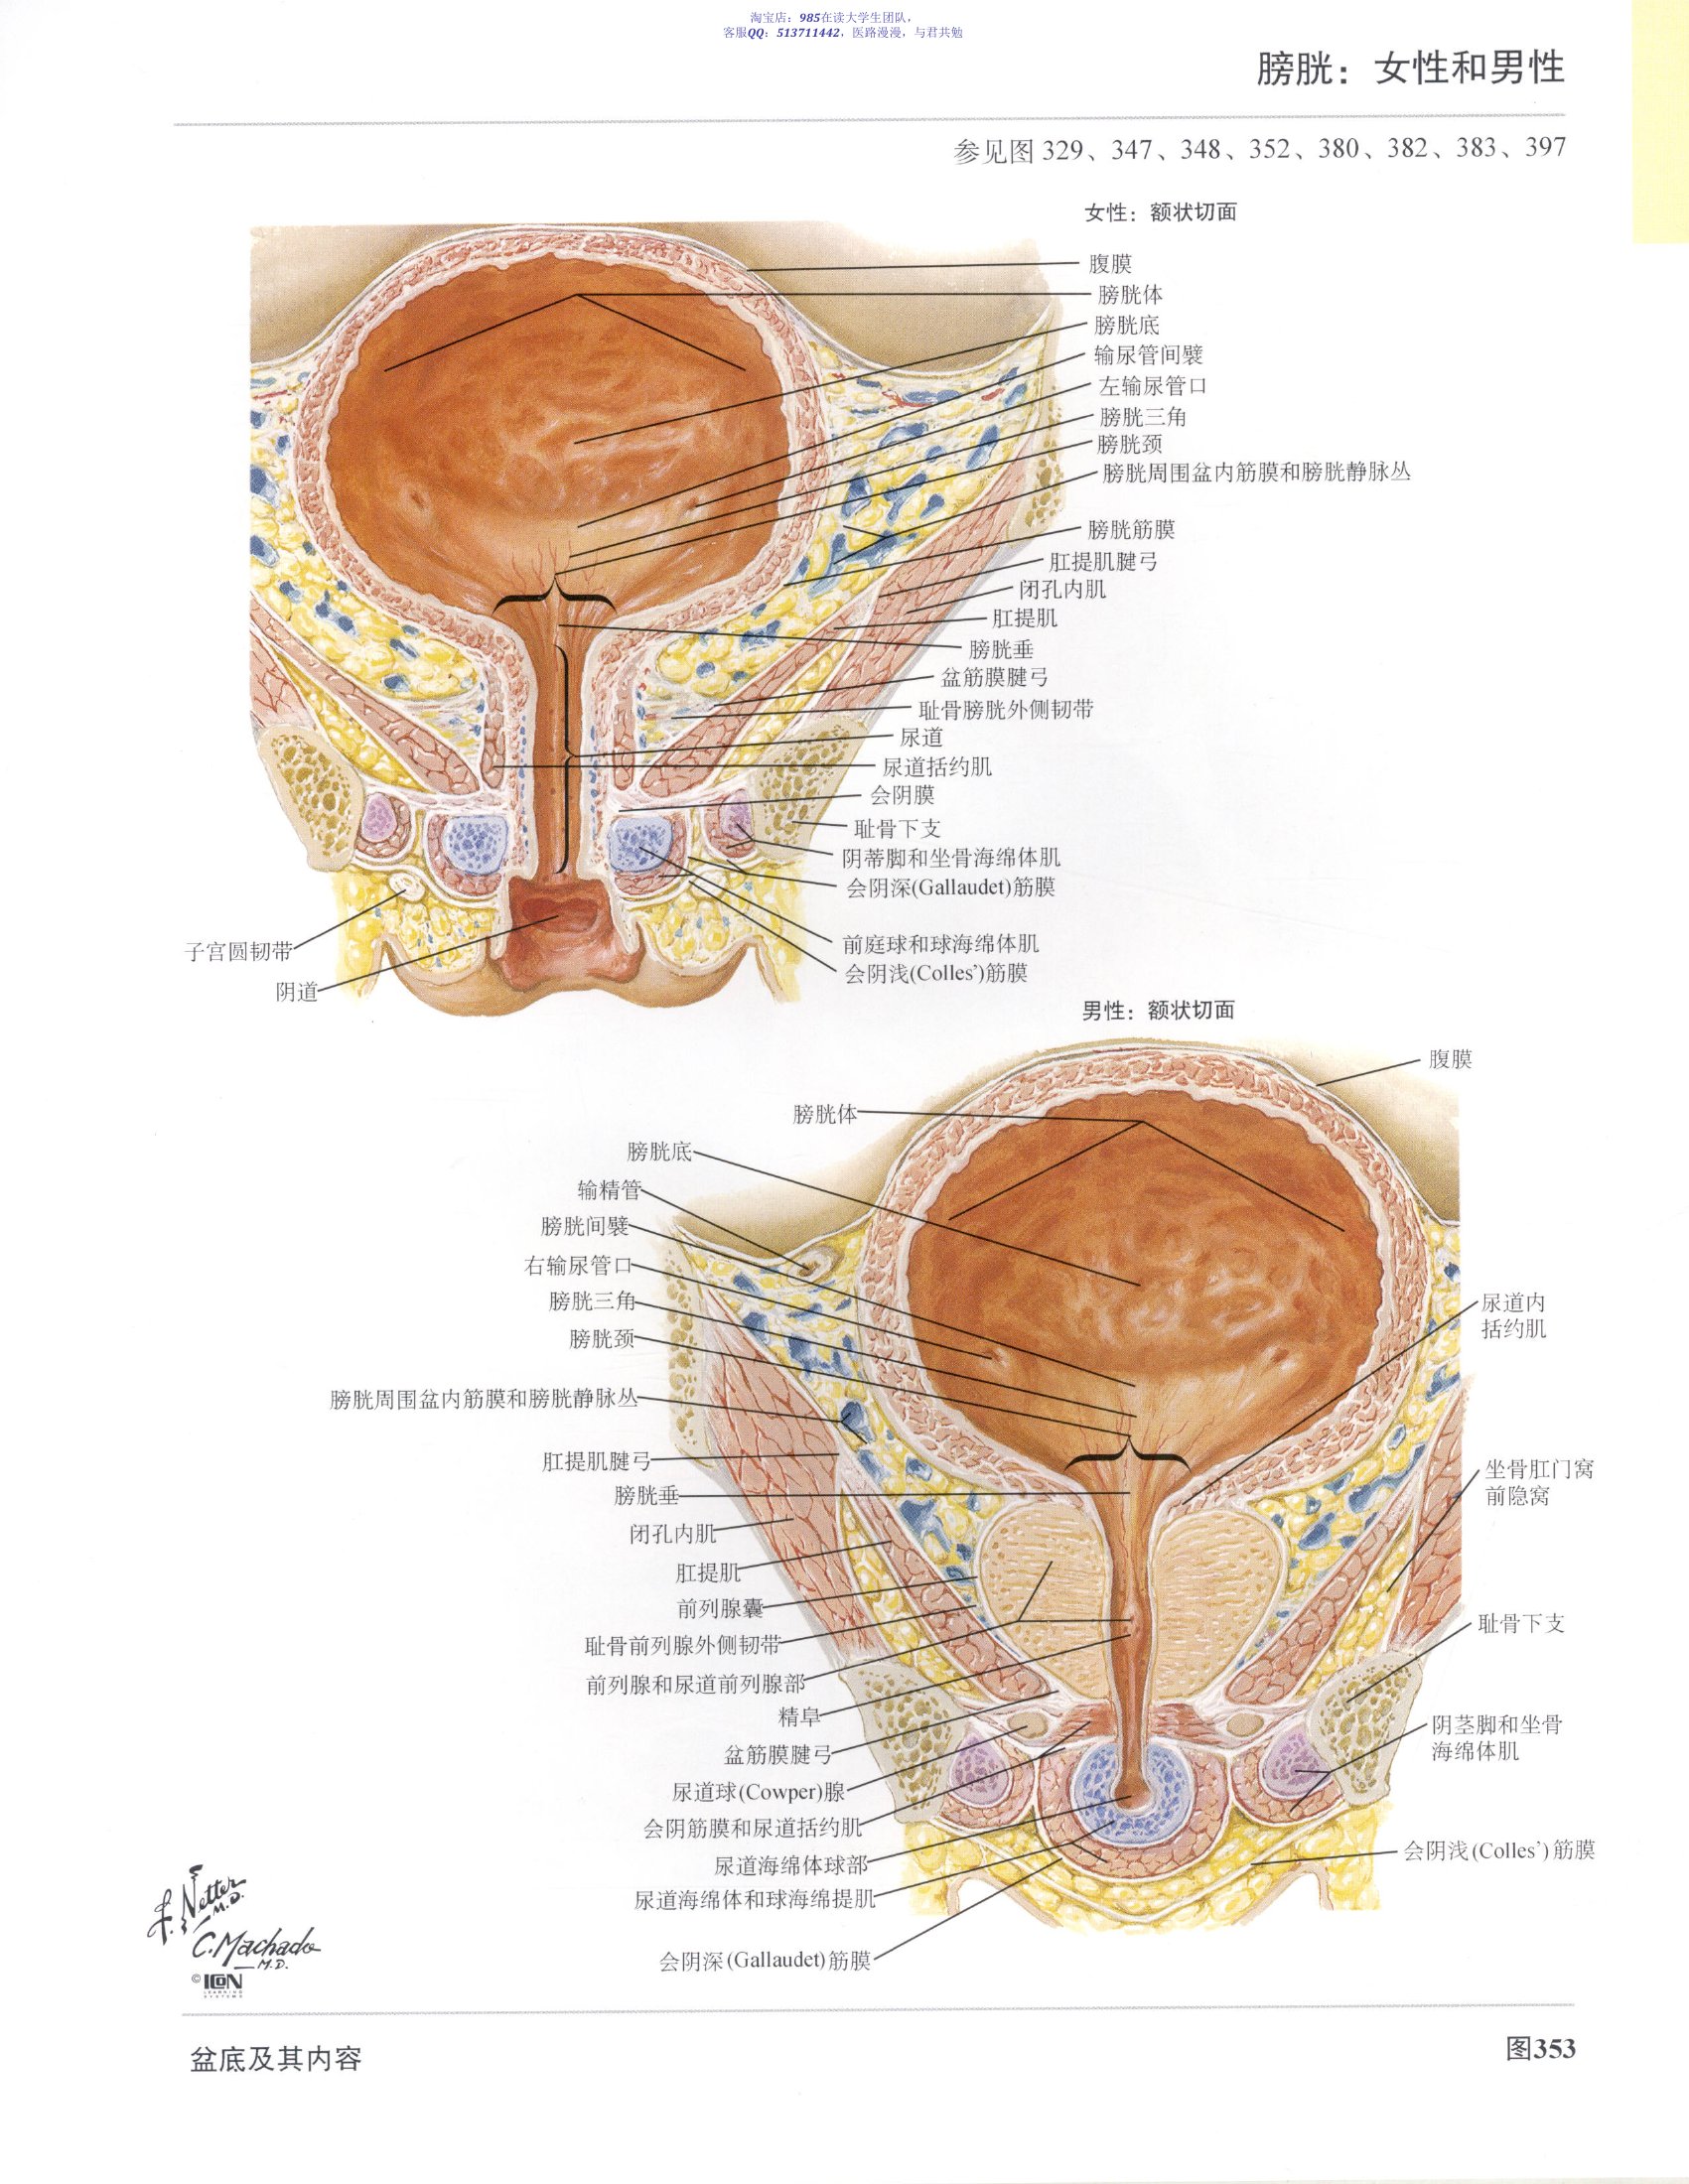 淘宝店：985在读大学生团队，
客服QQ：513711442，医路漫漫，与君共勉
膀胱：女性和男性
参见图 329、347、348、352、380、382、383、397
女性：额状切面
腹膜
膀胱体
膀胱底
输尿管间襞
左输尿管口
膀胱三角
膀胱颈
膀胱周围盆内筋膜和膀胱静脉丛
膀胱筋膜
肛提肌腱弓
闭孔内肌
肛提肌
膀胱垂
盆筋膜腱弓
耻骨膀胱外侧韧带
尿道
尿道括约肌
会阴膜
耻骨下支
阴蒂脚和坐骨海绵体肌
会阴深(Gallaudet)筋膜
前庭球和球海绵体肌
会阴浅(Colles’)筋膜
子宫圆韧带
阴道
男性：额状切面
腹膜
膀胱体
膀胱底
输精管
膀胱间襞
右输尿管口
膀胱三角
膀胱颈
膀胱周围盆内筋膜和膀胱静脉丛
肛提肌腱弓
膀胱垂
闭孔内肌
肛提肌
前列腺囊
耻骨前列腺外侧韧带
前列腺和尿道前列腺部
精阜
盆筋膜腱弓
尿道球(Cowper)腺
会阴筋膜和尿道括约肌
尿道海绵体球部
尿道海绵体和球海绵提肌
会阴深(Gallaudet)筋膜
尿道内
括约肌
坐骨肛门窝
前隐窝
耻骨下支
阴茎脚和坐骨
海绵体肌
会阴浅(Colles’)筋膜
F. Netter
M.D.
C. Machado
M.D.
© ICON
LEARNING
SYSTEMS
盆底及其内容
图353